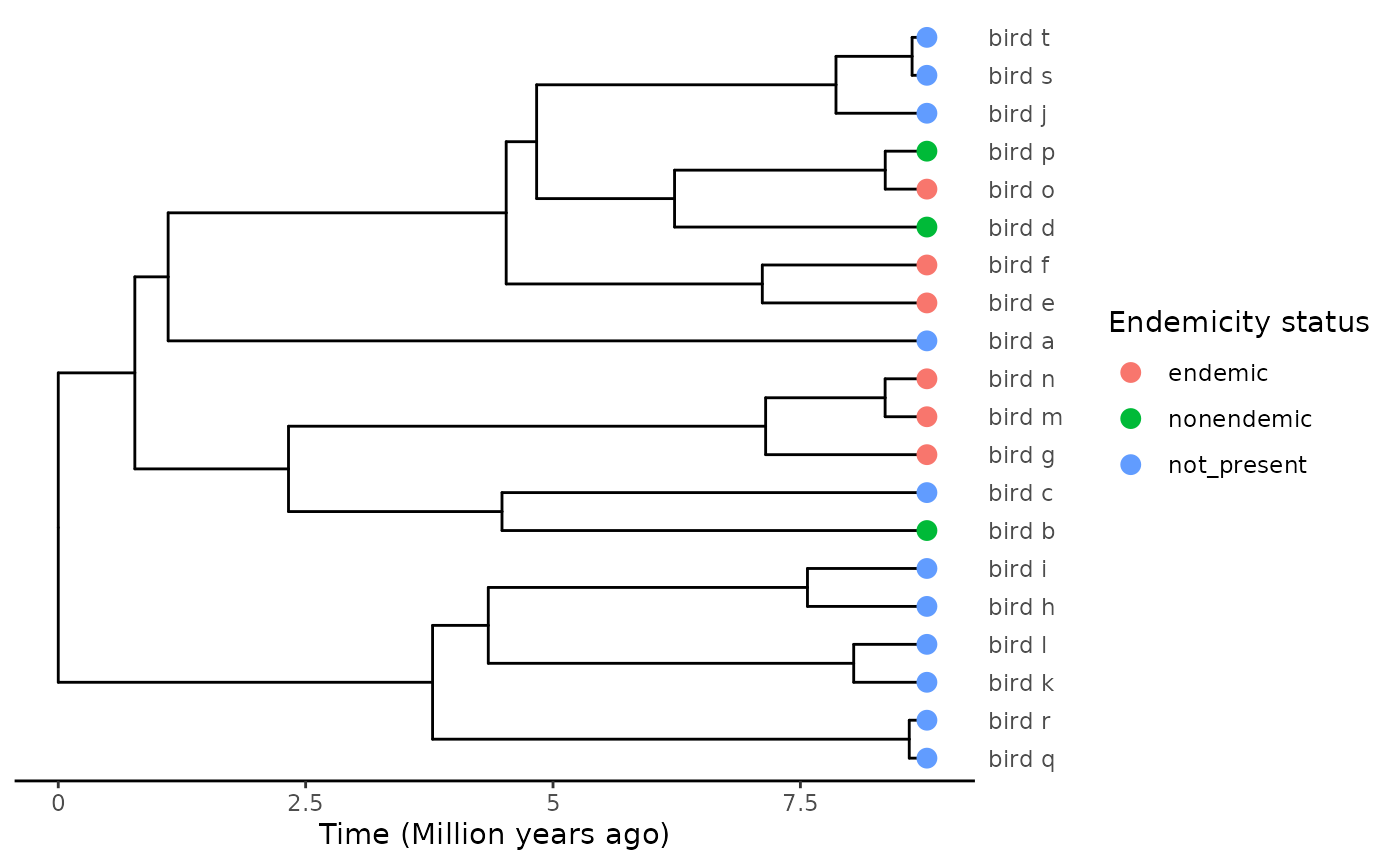 bird t
bird s
bird j
bird p
bird o
bird d
bird f
bird e
bird a
bird n
bird m
bird g
bird c
bird b
bird i
bird h
bird l
bird k
bird r
bird q
Endemicity status
endemic
nonendemic
not_present
0 2.5 5 7.5
Time (Million years ago)